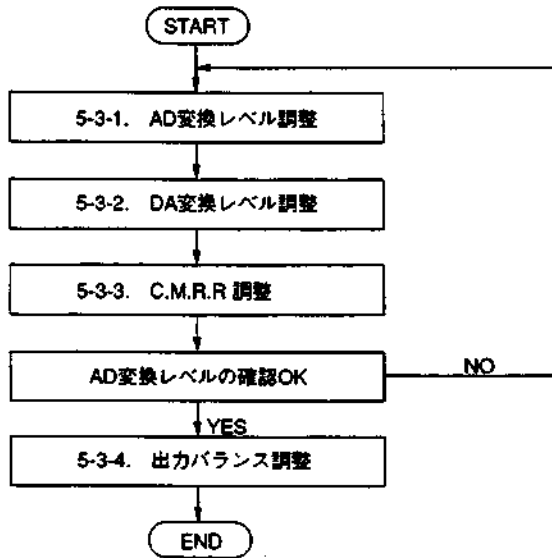 START
5-3-1. AD変換レベル調整
5-3-2. DA変換レベル調整
5-3-3. C.M.R.R 調整
AD変換レベルの確認OK
NO
YES
5-3-4. 出力バランス調整
END